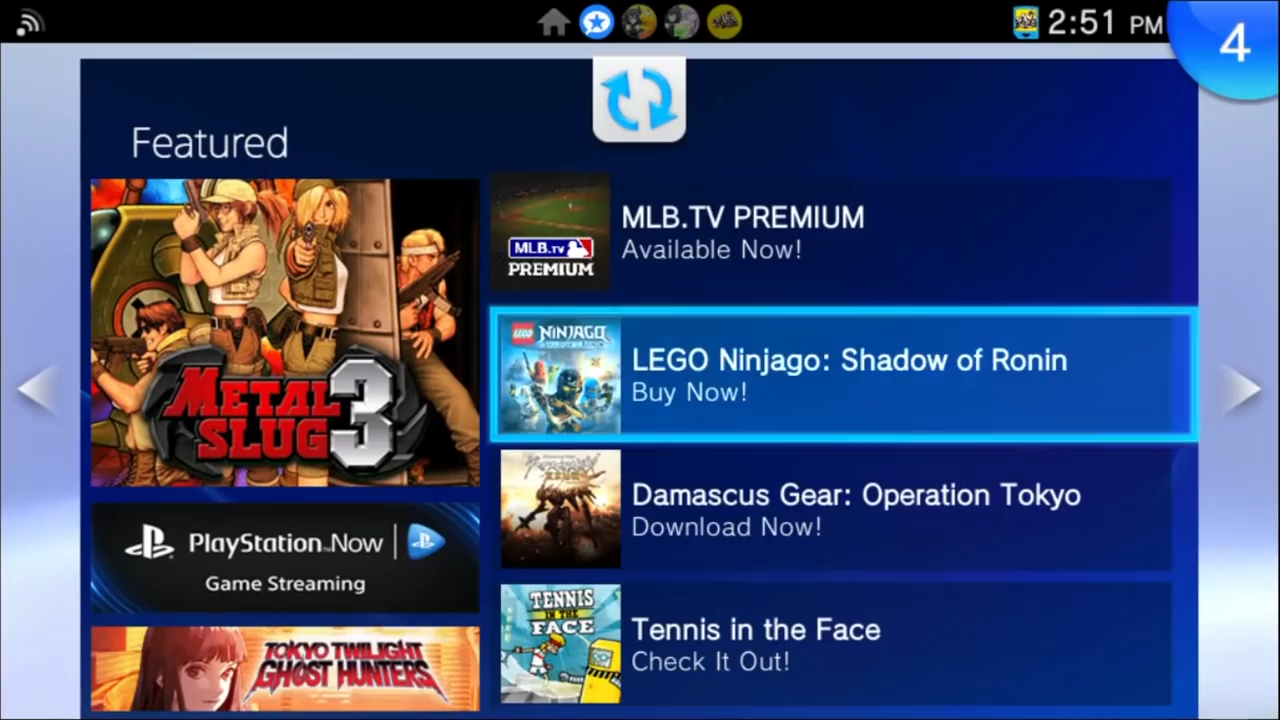 2:51 PM
4
Featured
METAL
SLUG 3
PlayStation Now
Game Streaming
TOKYO TWILIGHT
GHOST HUNTERS
MLB.TV
PREMIUM
MLB.TV PREMIUM
Available Now!
LEGO NINJAGO
LEGO Ninjago: Shadow of Ronin
Buy Now!
Damascus Gear: Operation Tokyo
Download Now!
TENNIS
IN THE
FACE
Tennis in the Face
Check It Out!